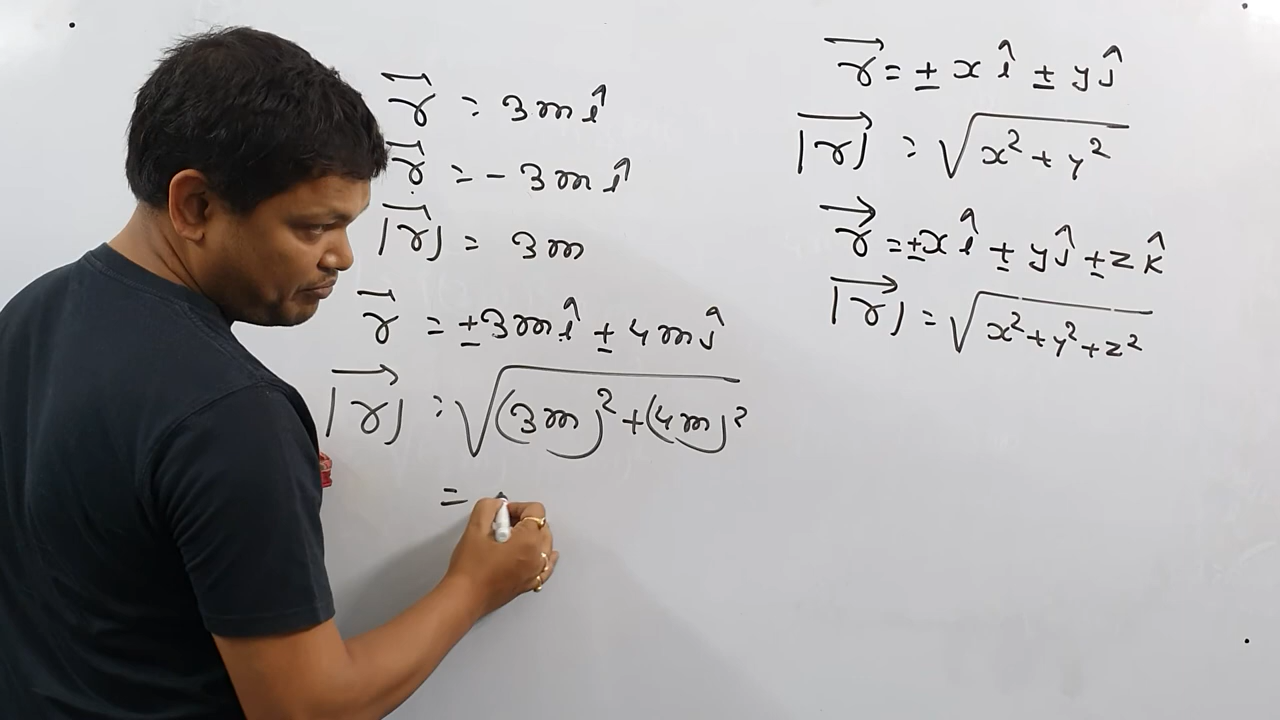 r⃗ = 3m î
r⃗ = - 3m î
|r⃗| = 3m
r⃗ = ±3m î ± 4m ĵ
|r⃗| = √((3m)² + (4m)²)
=
r⃗ = ± x î ± y ĵ
|r⃗| = √(x² + y²)
r⃗ = ±x î ± y ĵ ± z k̂
|r⃗| = √(x² + y² + z²)